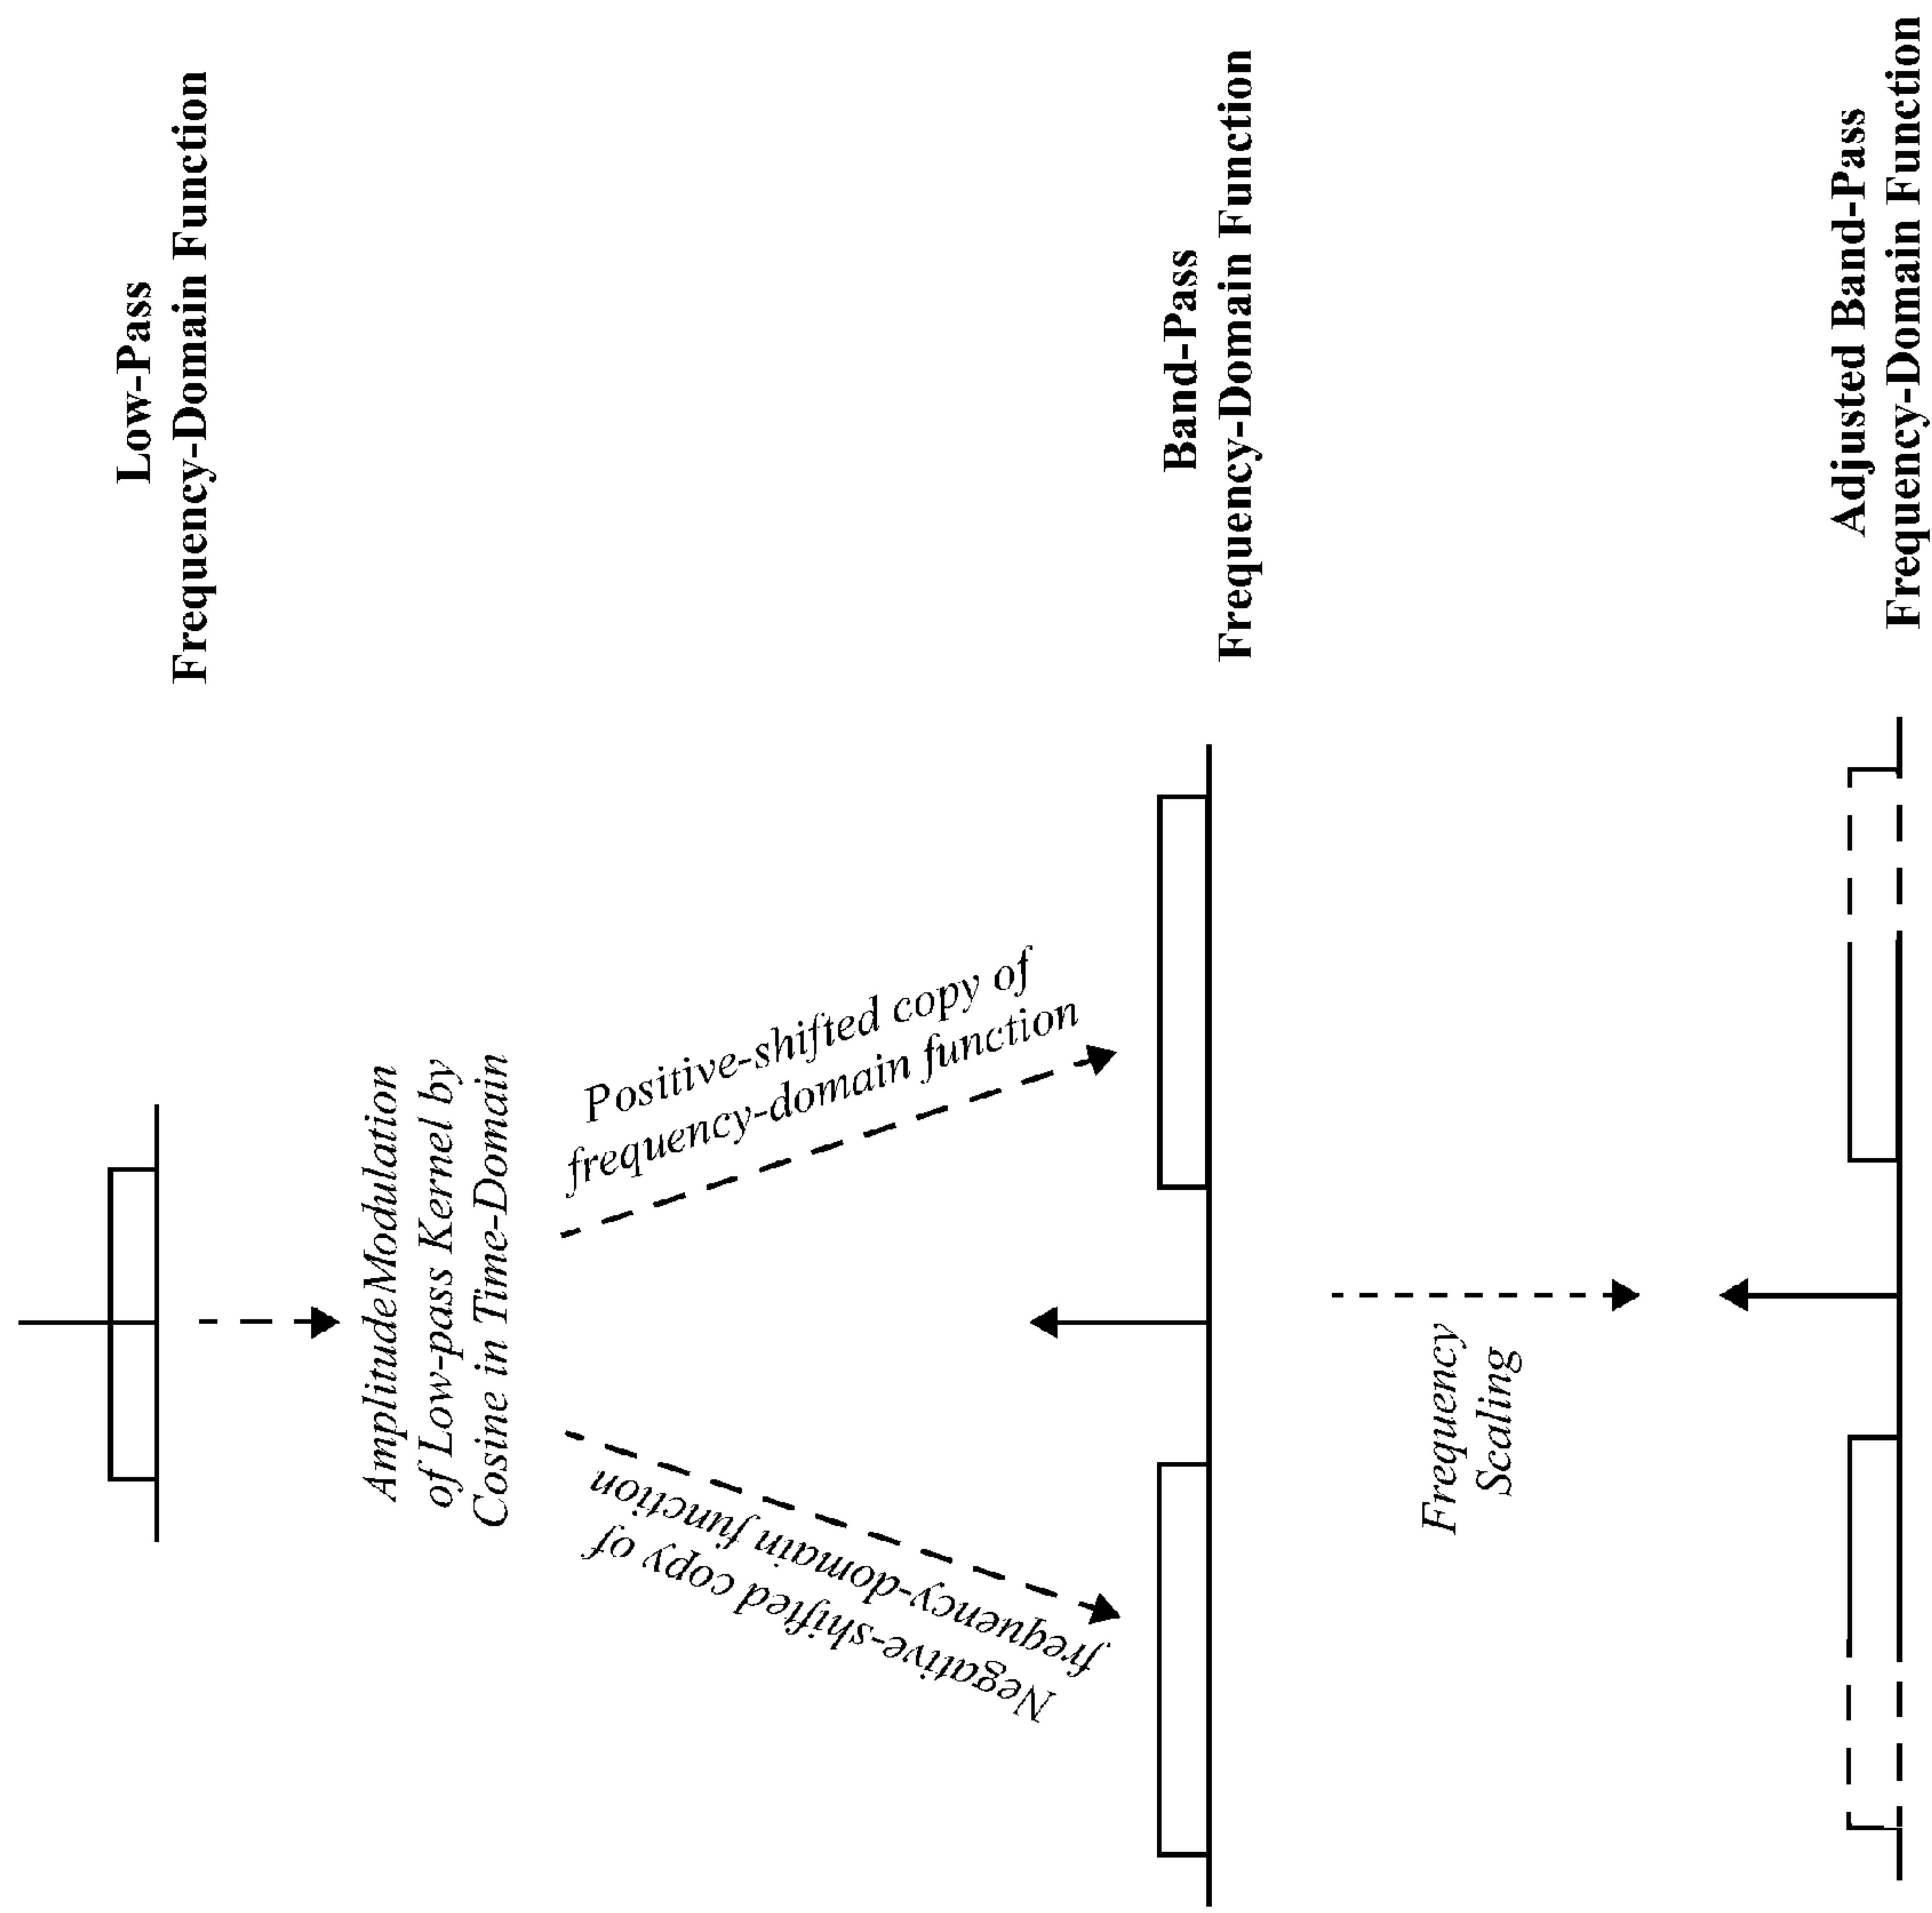 Low-Pass
Frequency-Domain Function
AmplitudeModulation
of Low-pass Kernel by
Cosine in Time-Domain
Negative-shifted copy of
frequency-domain function
Positive-shifted copy of
frequency-domain function
Band-Pass
Frequency-Domain Function
Frequency
Scaling
Adjusted Band-Pass
Frequency-Domain Function